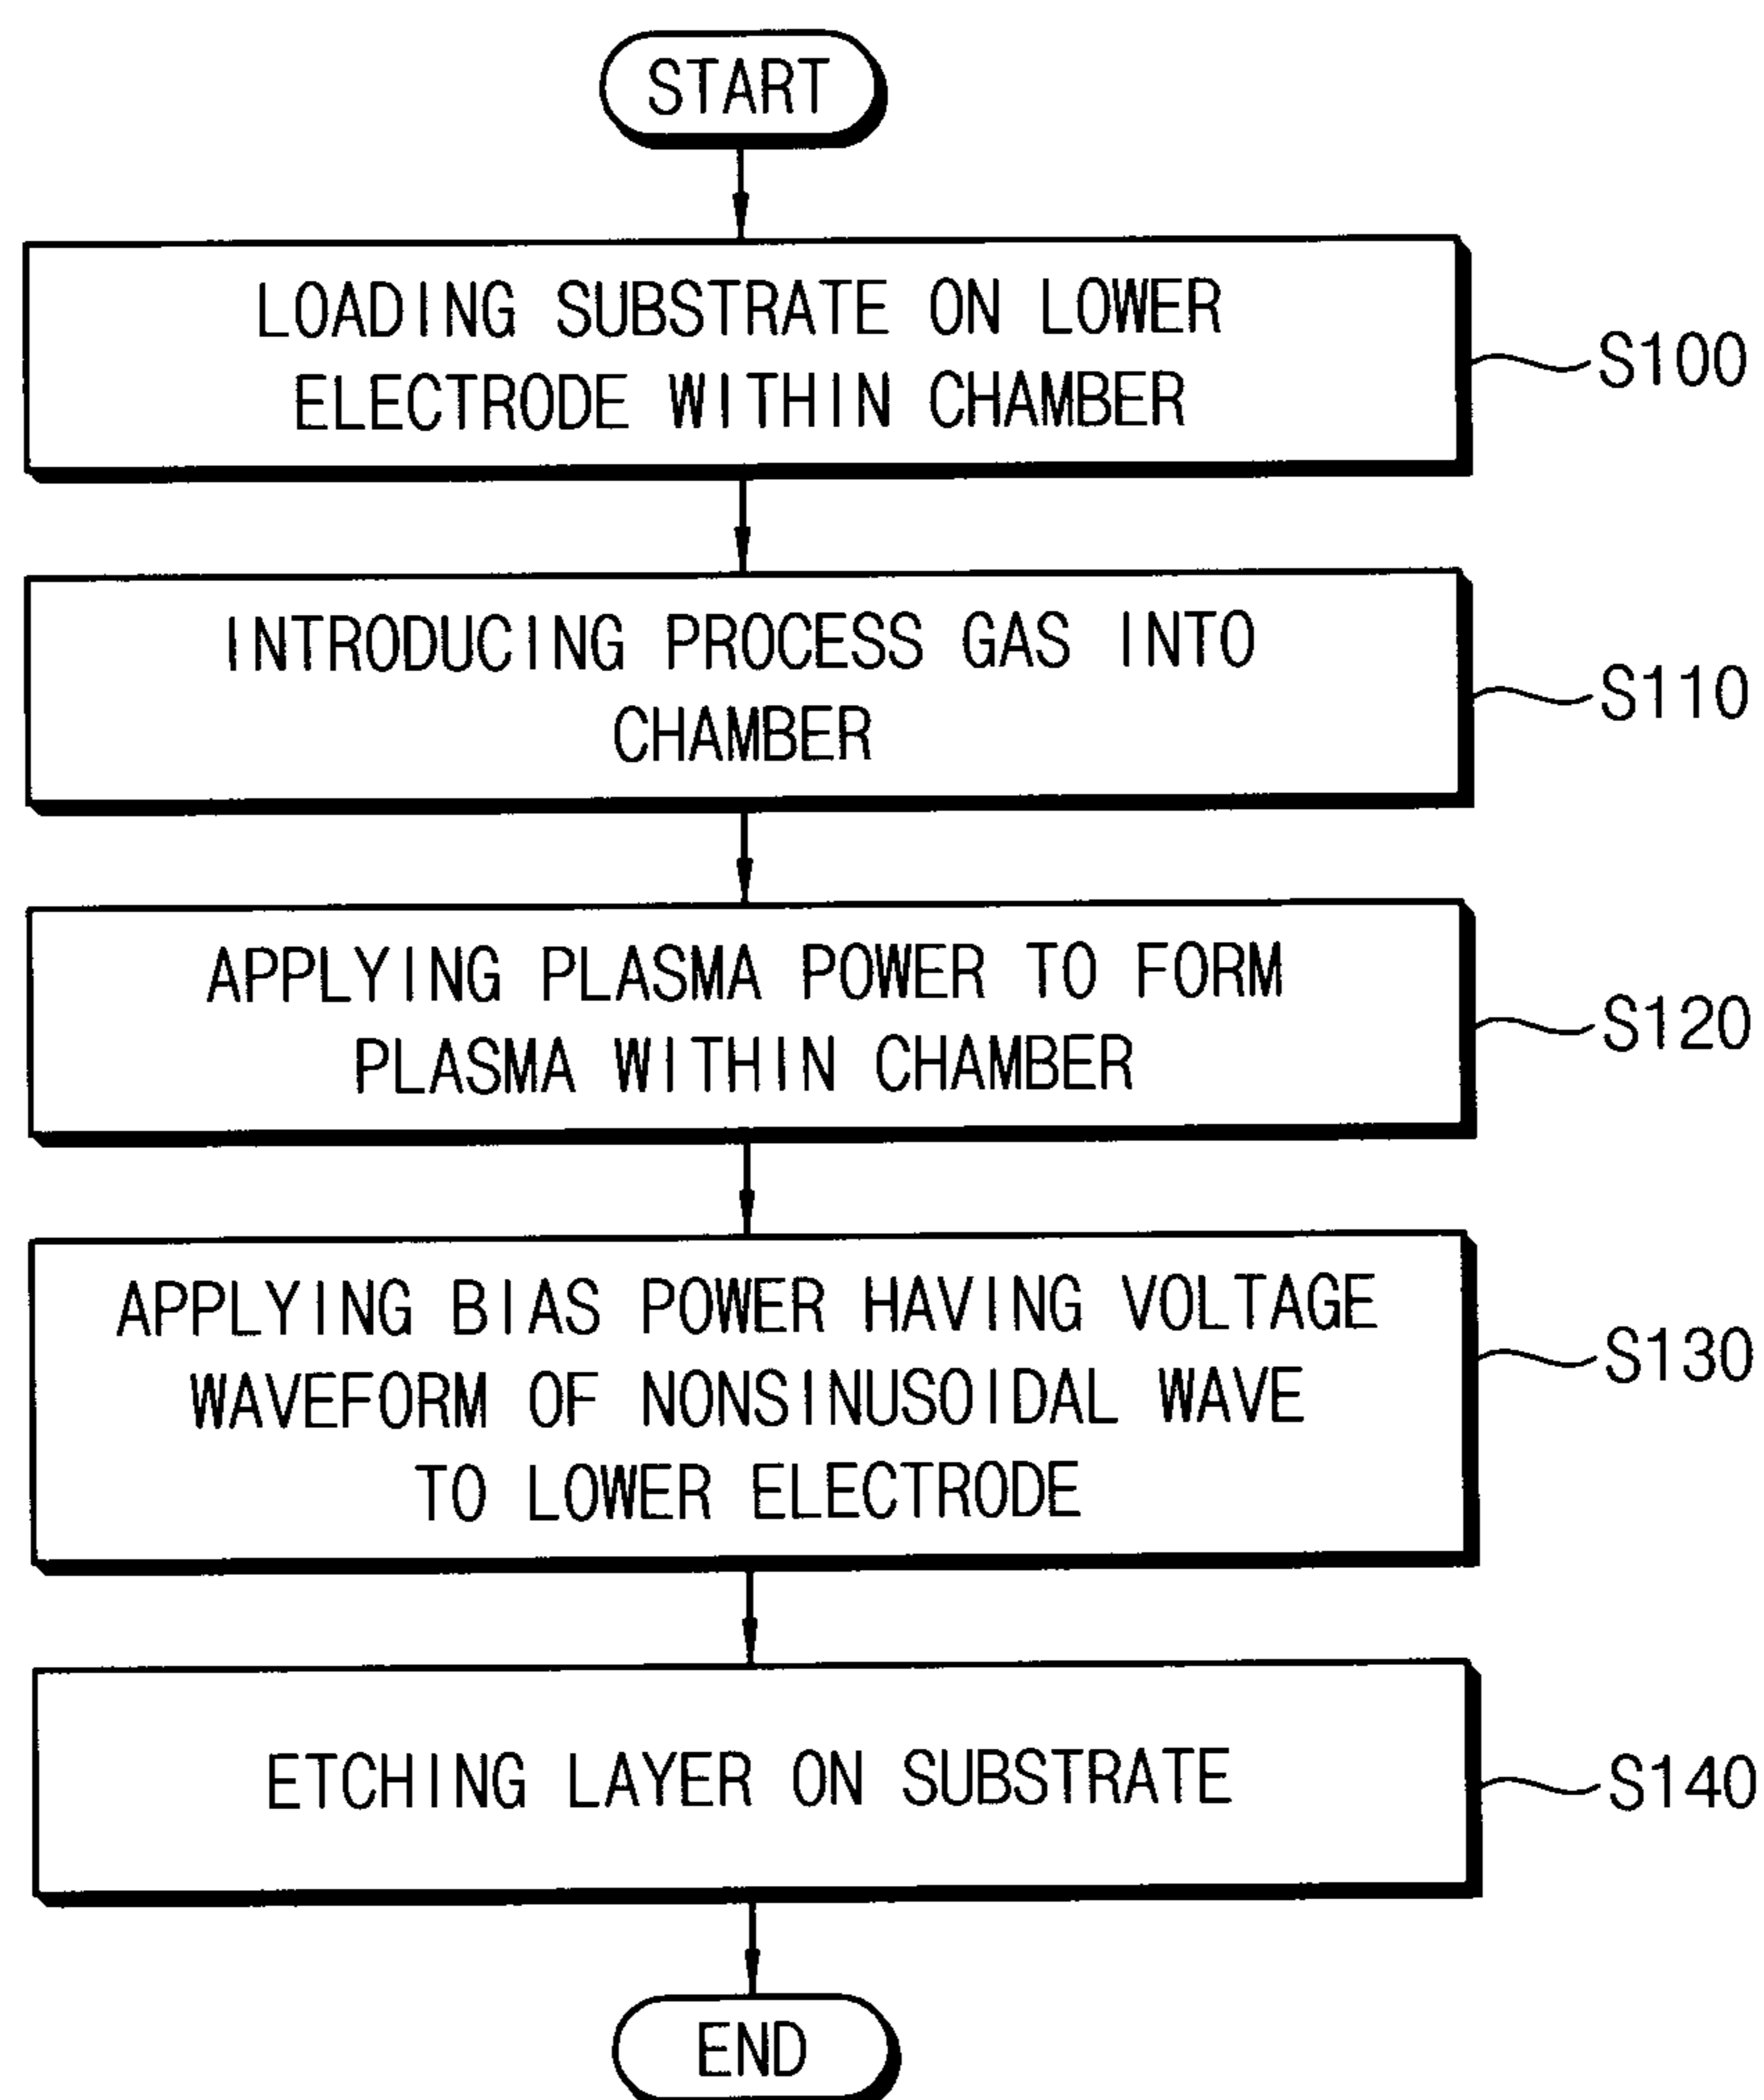 START
LOADING SUBSTRATE ON LOWER
ELECTRODE WITHIN CHAMBER
S100
INTRODUCING PROCESS GAS INTO
CHAMBER
S110
APPLYING PLASMA POWER TO FORM
PLASMA WITHIN CHAMBER
S120
APPLYING BIAS POWER HAVING VOLTAGE
WAVEFORM OF NONSINUSOIDAL WAVE
TO LOWER ELECTRODE
S130
ETCHING LAYER ON SUBSTRATE
S140
END